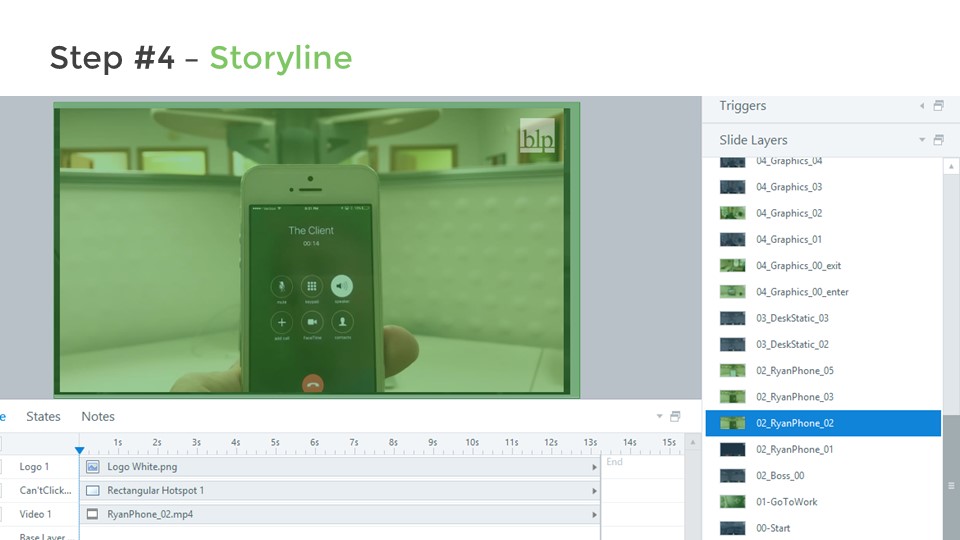 Step #4 – Storyline
blp
The Client
00:14
mute
keypad
speaker
add call
FaceTime
contacts
Triggers
Slide Layers
04_Graphics_04
04_Graphics_03
04_Graphics_02
04_Graphics_01
04_Graphics_00_exit
04_Graphics_00_enter
03_DeskStatic_03
03_DeskStatic_02
02_RyanPhone_05
02_RyanPhone_03
02_RyanPhone_02
02_RyanPhone_01
02_Boss_00
01-GoToWork
00-Start
e
States
Notes
1s 2s 3s 4s 5s 6s 7s 8s 9s 10s 11s 12s 13s 14s 15s
End
Logo 1
Logo White.png
Can'tClick...
Rectangular Hotspot 1
Video 1
RyanPhone_02.mp4
Base Layer